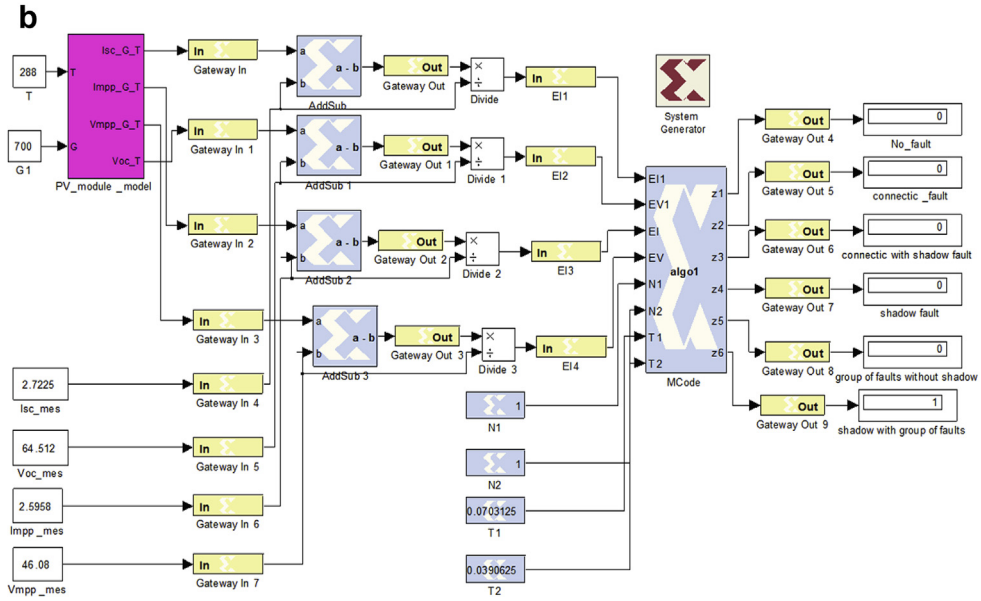 b
288
T
700
G1
Isc_G_T
T
Impp_G_T
Vmpp_G_T
G
Voc_T
PV_module _model
In
Gateway In
In
Gateway In 1
In
Gateway In 2
In
Gateway In 3
In
Gateway In 4
In
Gateway In 5
In
Gateway In 6
In
Gateway In 7
2.7225
Isc_mes
64.512
Voc_mes
2.5958
Impp _mes
46.08
Vmpp _mes
a
a - b
b
AddSub
a
a - b
b
AddSub 1
a
a - b
b
AddSub 2
a
a - b
b
AddSub 3
Out
Gateway Out
Out
Gateway Out 1
Out
Gateway Out 2
Out
Gateway Out 3
×
÷
Divide
×
÷
Divide 1
×
÷
Divide 2
×
÷
Divide 3
In
EI1
In
EI2
In
EI3
In
EI4
1
N1
1
N2
0.0703125
T1
0.0390625
T2
System
Generator
EI1
EV1
EI
EV
N1
N2
T1
T2
algo1
z1
z2
z3
z4
z5
z6
MCode
Out
Gateway Out 4
Out
Gateway Out 5
Out
Gateway Out 6
Out
Gateway Out 7
Out
Gateway Out 8
Out
Gateway Out 9
0
No_fault
0
connectic _fault
0
connectic with shadow fault
0
shadow fault
0
group of faults without shadow
1
shadow with group of faults